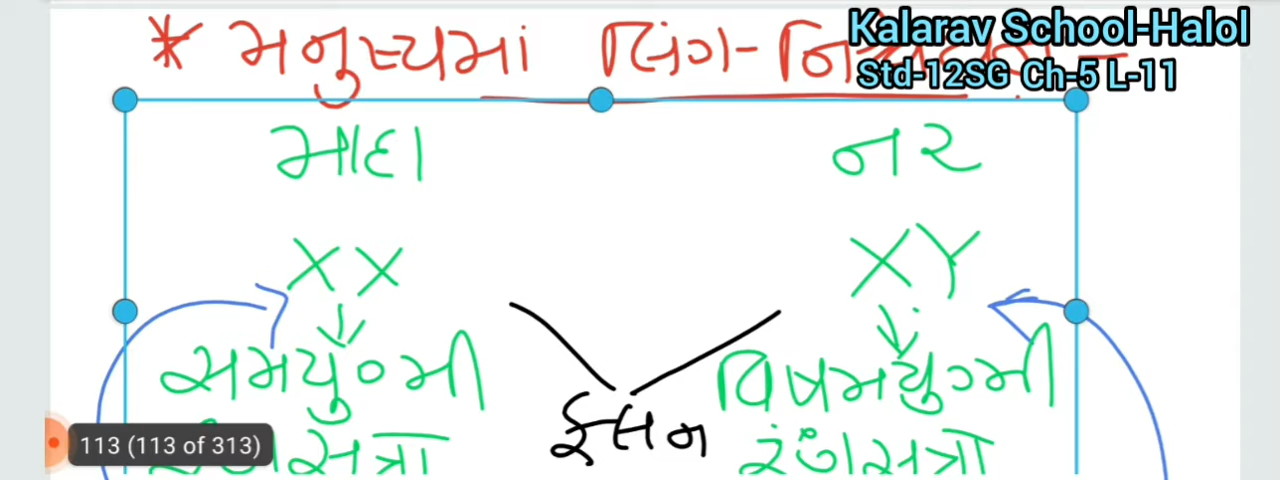 * મનુષ્યમાં લિંગ-
Kalarav School-Halol
Std-12SG Ch-5 L-11
માદા નર
XX XY
સમયુગ્મી વિષમયુગ્મી
ફલન
રંગસૂત્રો
113 (113 of 313)